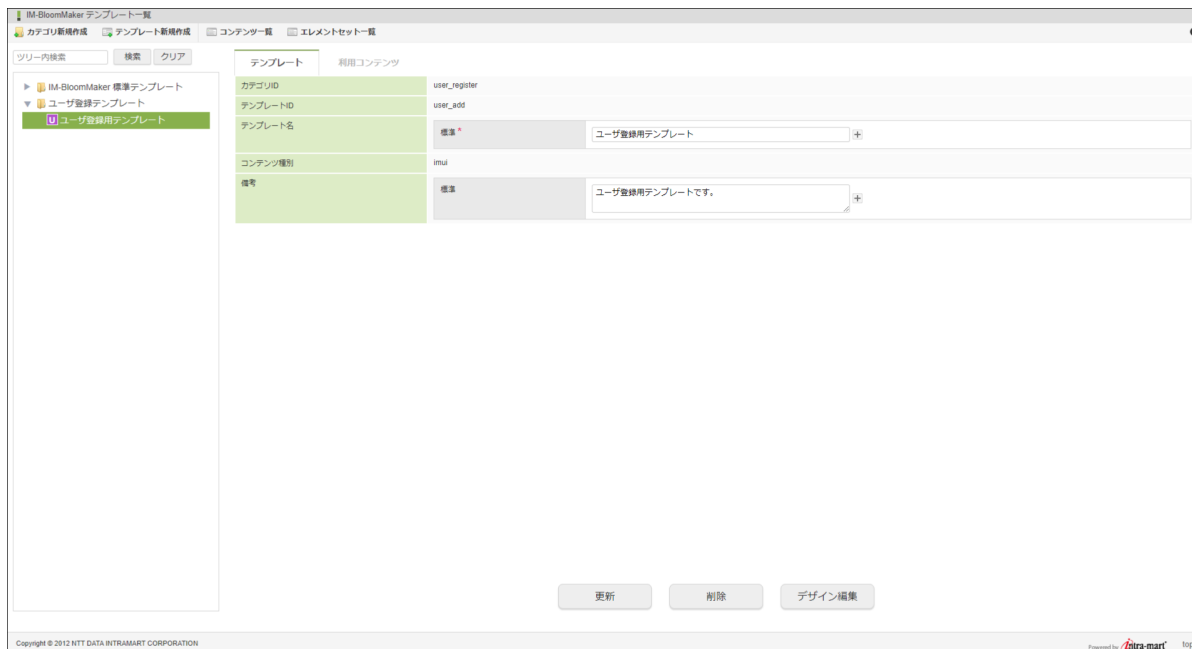 IM-BloomMaker テンプレート一覧
カテゴリ新規作成 テンプレート新規作成 コンテンツ一覧 エレメントセット一覧
ツリー内検索 検索 クリア
テンプレート 利用コンテンツ
IM-BloomMaker 標準テンプレート
ユーザ登録テンプレート
U ユーザ登録用テンプレート
カテゴリID user_register
テンプレートID user_add
テンプレート名 標準 * ユーザ登録用テンプレート +
コンテンツ種別 imui
備考 標準 ユーザ登録用テンプレートです。 +
更新 削除 デザイン編集
Copyright © 2012 NTT DATA INTRAMART CORPORATION
Powered by intra-mart top